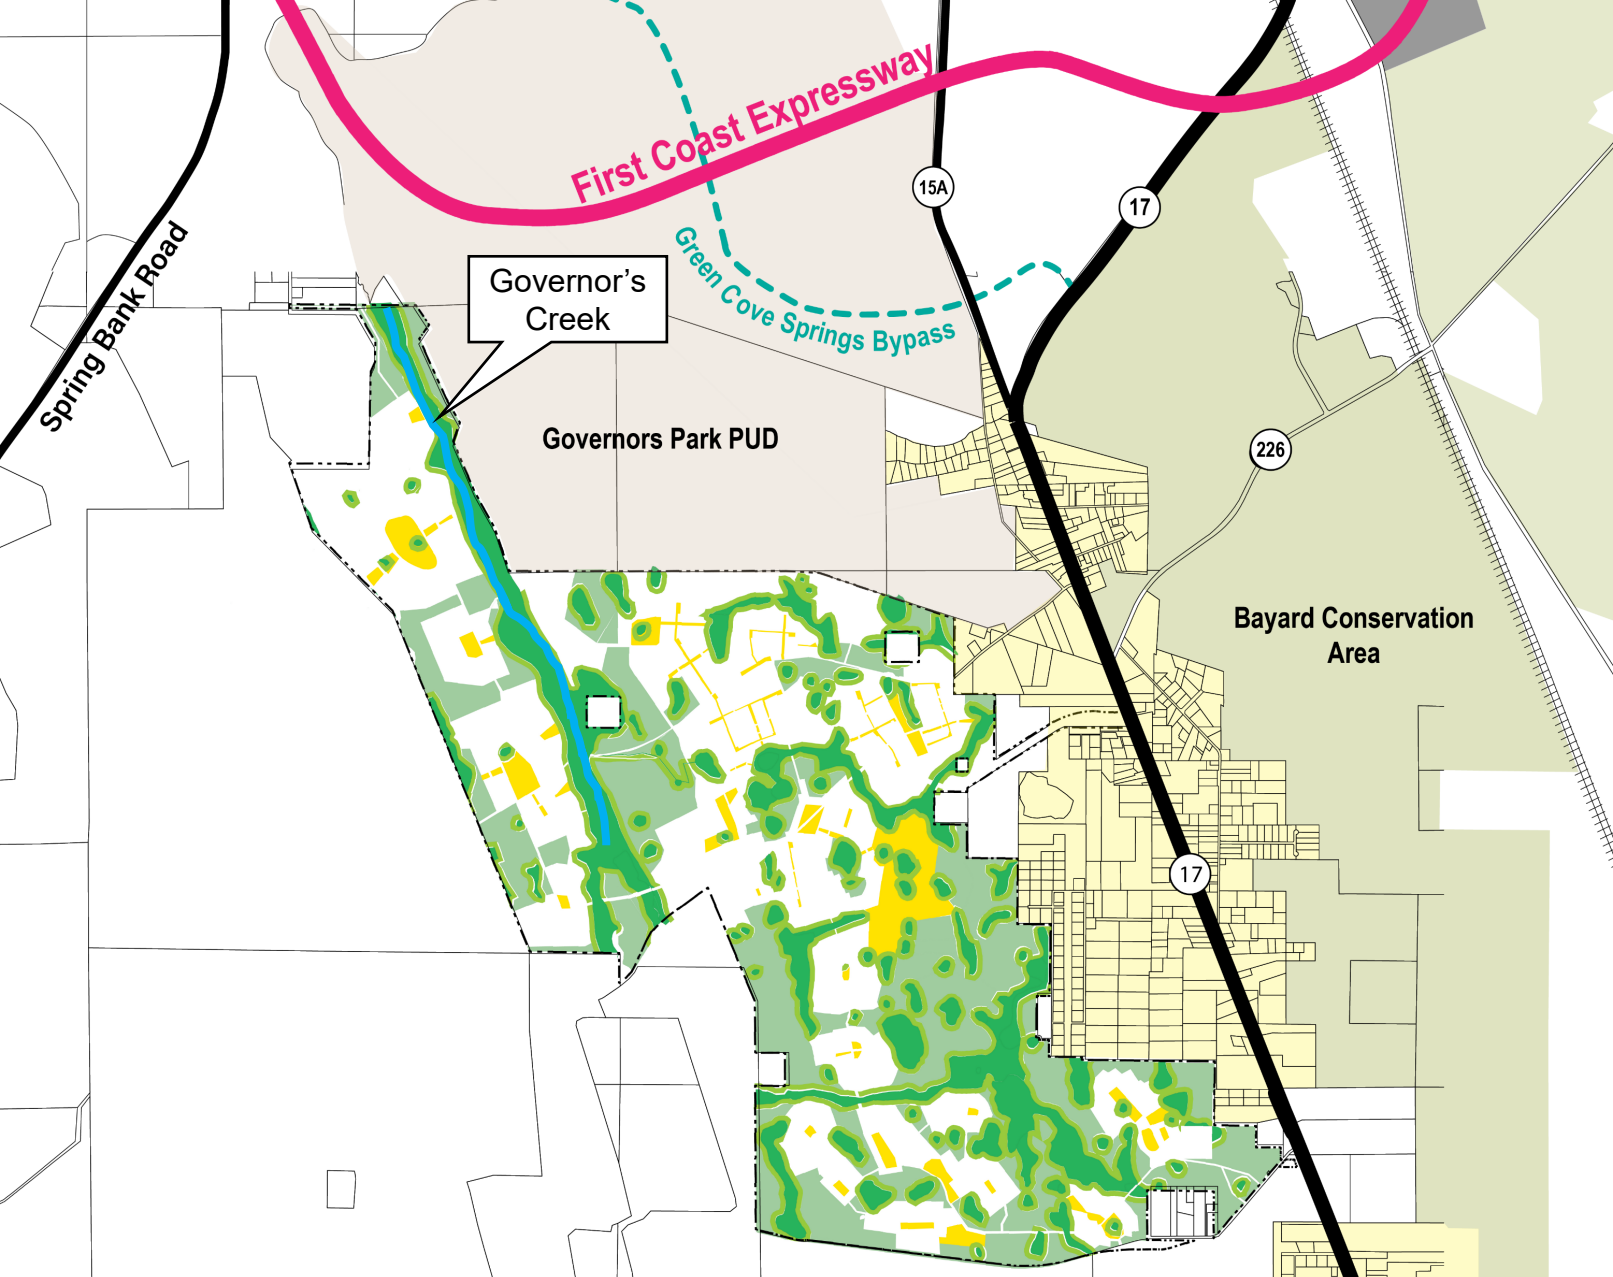 First Coast Expressway
15A
17
Spring Bank Road
Green Cove Springs Bypass
Governor’s
Creek
Governors Park PUD
226
Bayard Conservation
Area
17